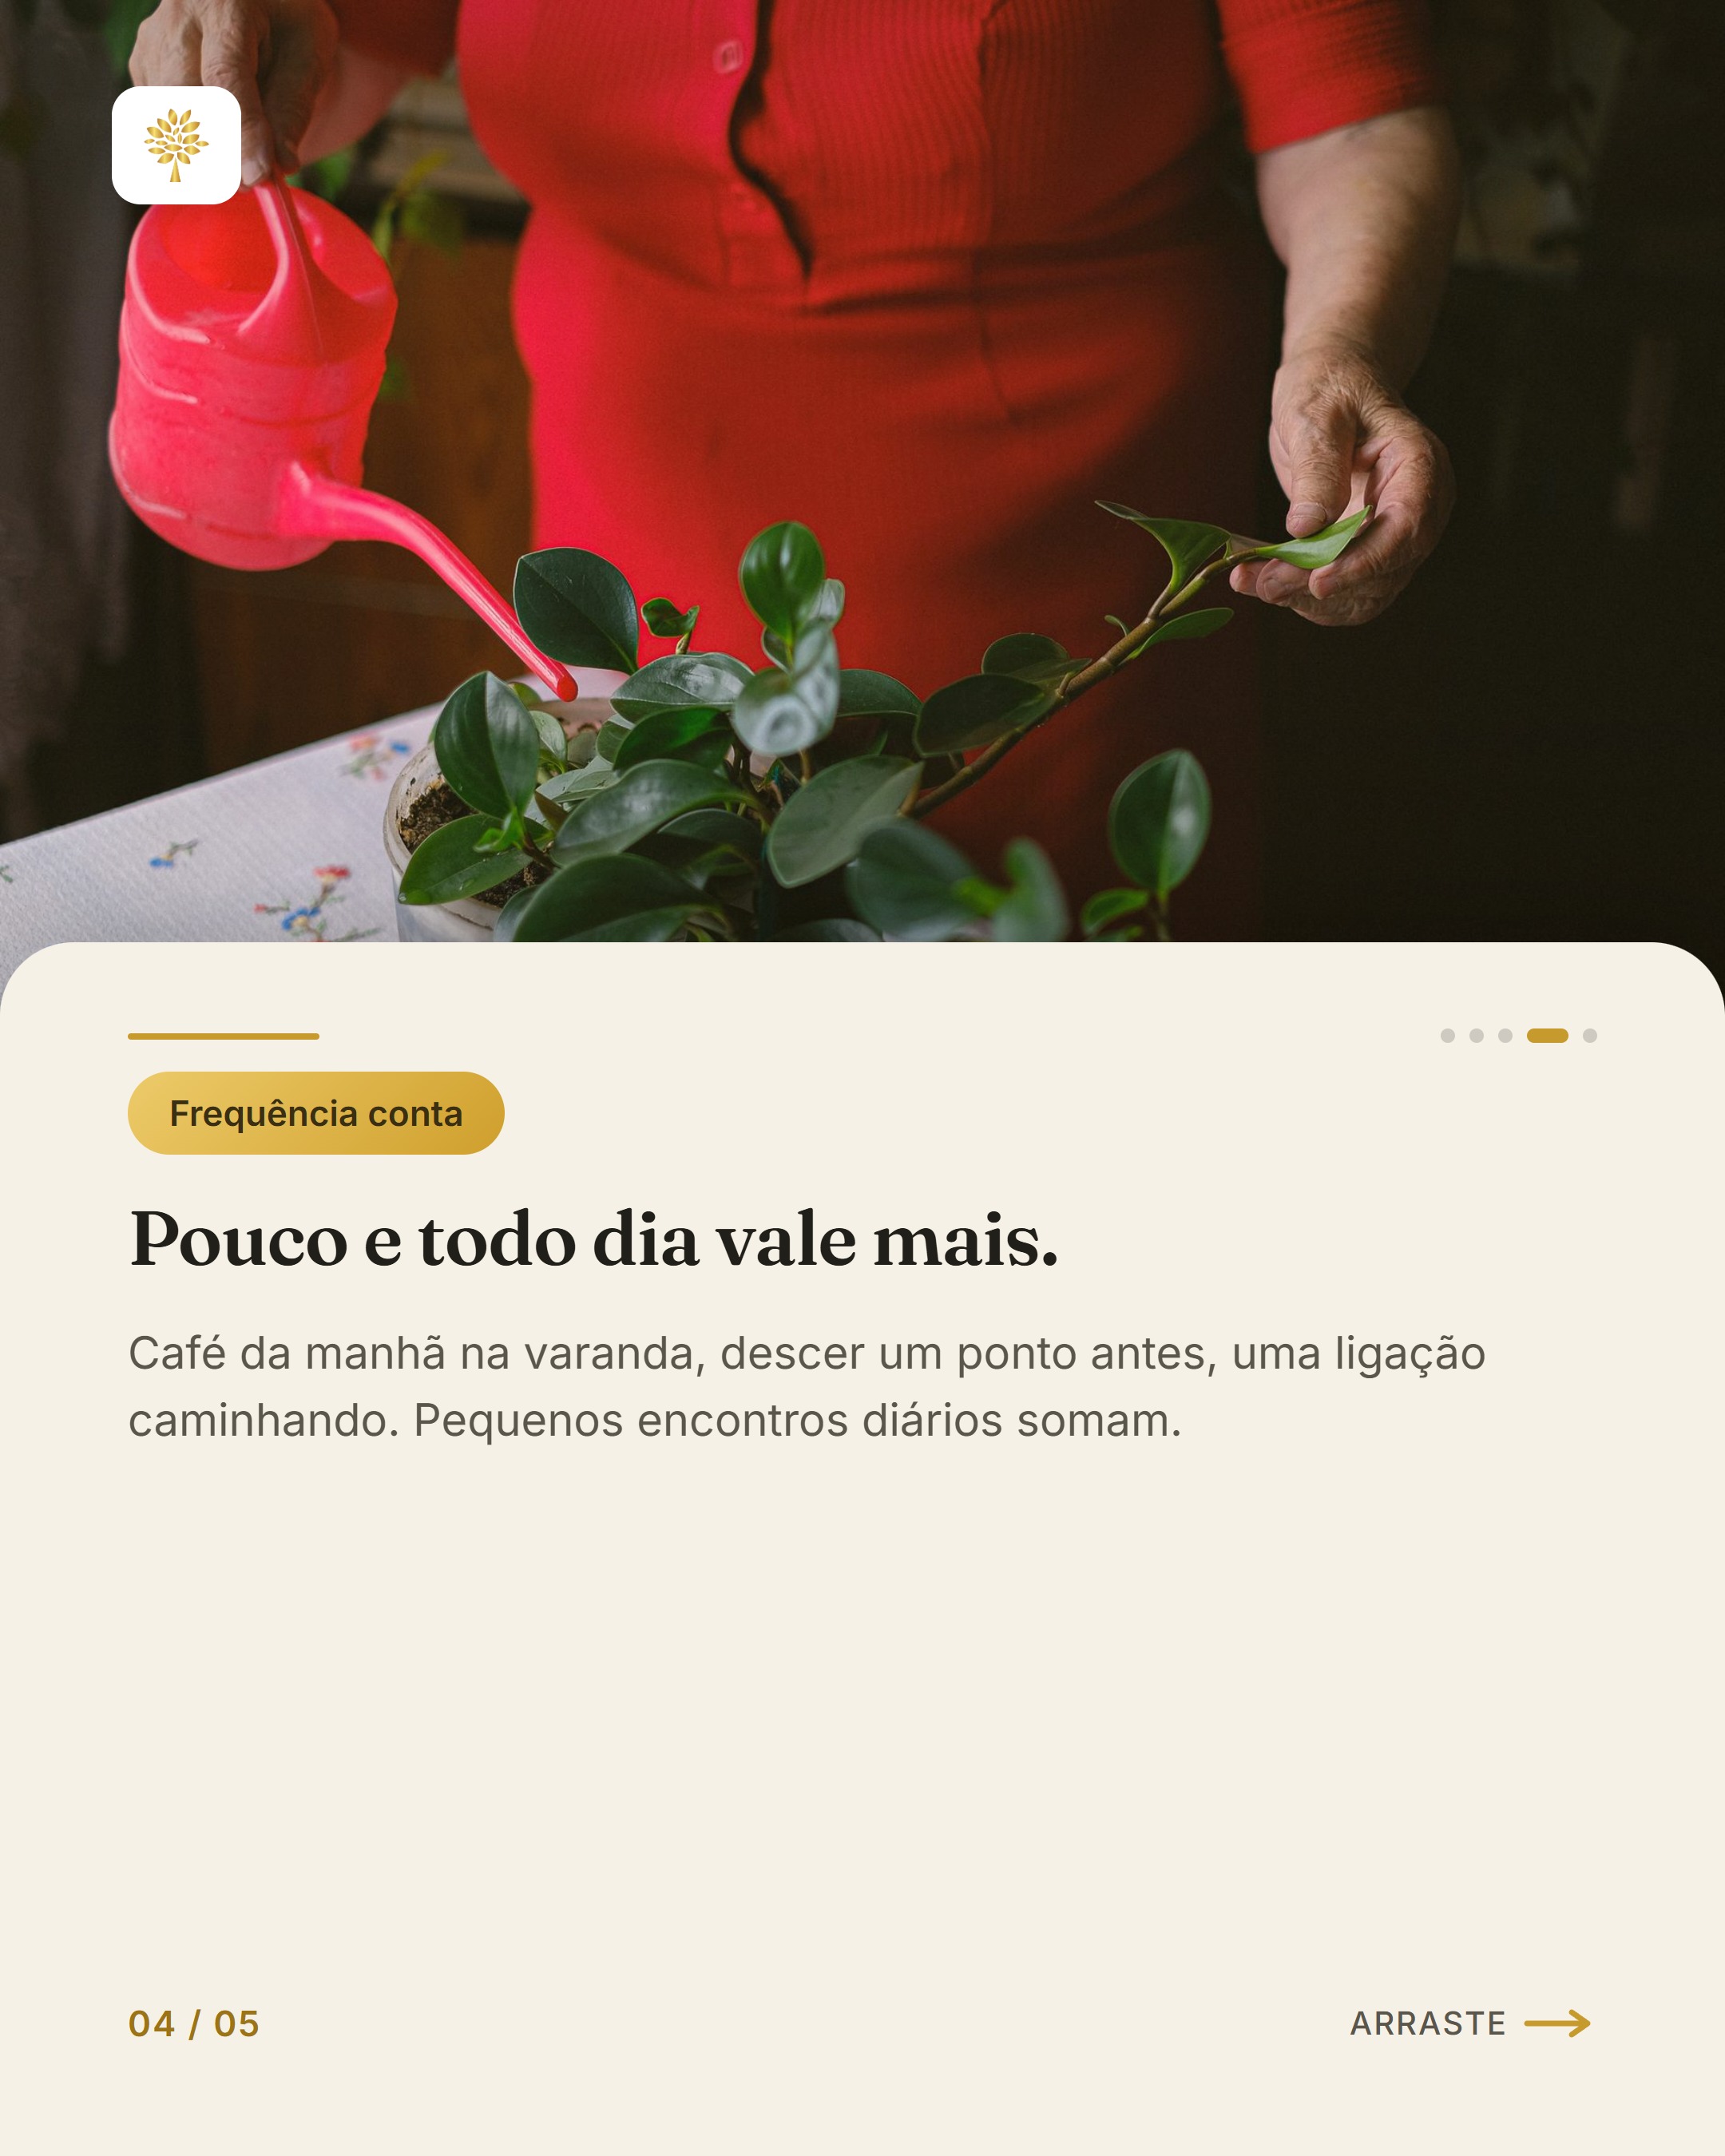 Frequência conta
Pouco e todo dia vale mais.
Café da manhã na varanda, descer um ponto antes, uma ligação
caminhando. Pequenos encontros diários somam.
04 / 05
ARRASTE